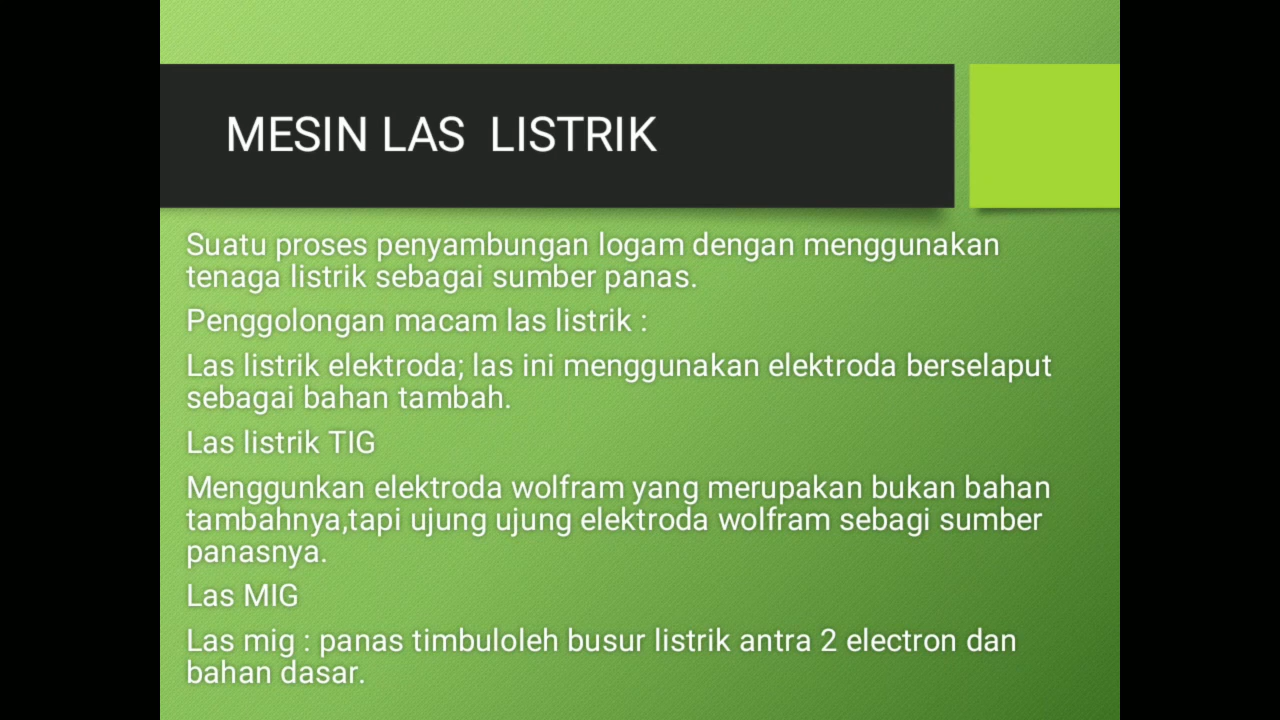 MESIN LAS  LISTRIK
Suatu proses penyambungan logam dengan menggunakan
tenaga listrik sebagai sumber panas.
Penggolongan macam las listrik :
Las listrik elektroda; las ini menggunakan elektroda berselaput
sebagai bahan tambah.
Las listrik TIG
Menggunkan elektroda wolfram yang merupakan bukan bahan
tambahnya,tapi ujung ujung elektroda wolfram sebagi sumber
panasnya.
Las MIG
Las mig : panas timbuloleh busur listrik antra 2 electron dan
bahan dasar.